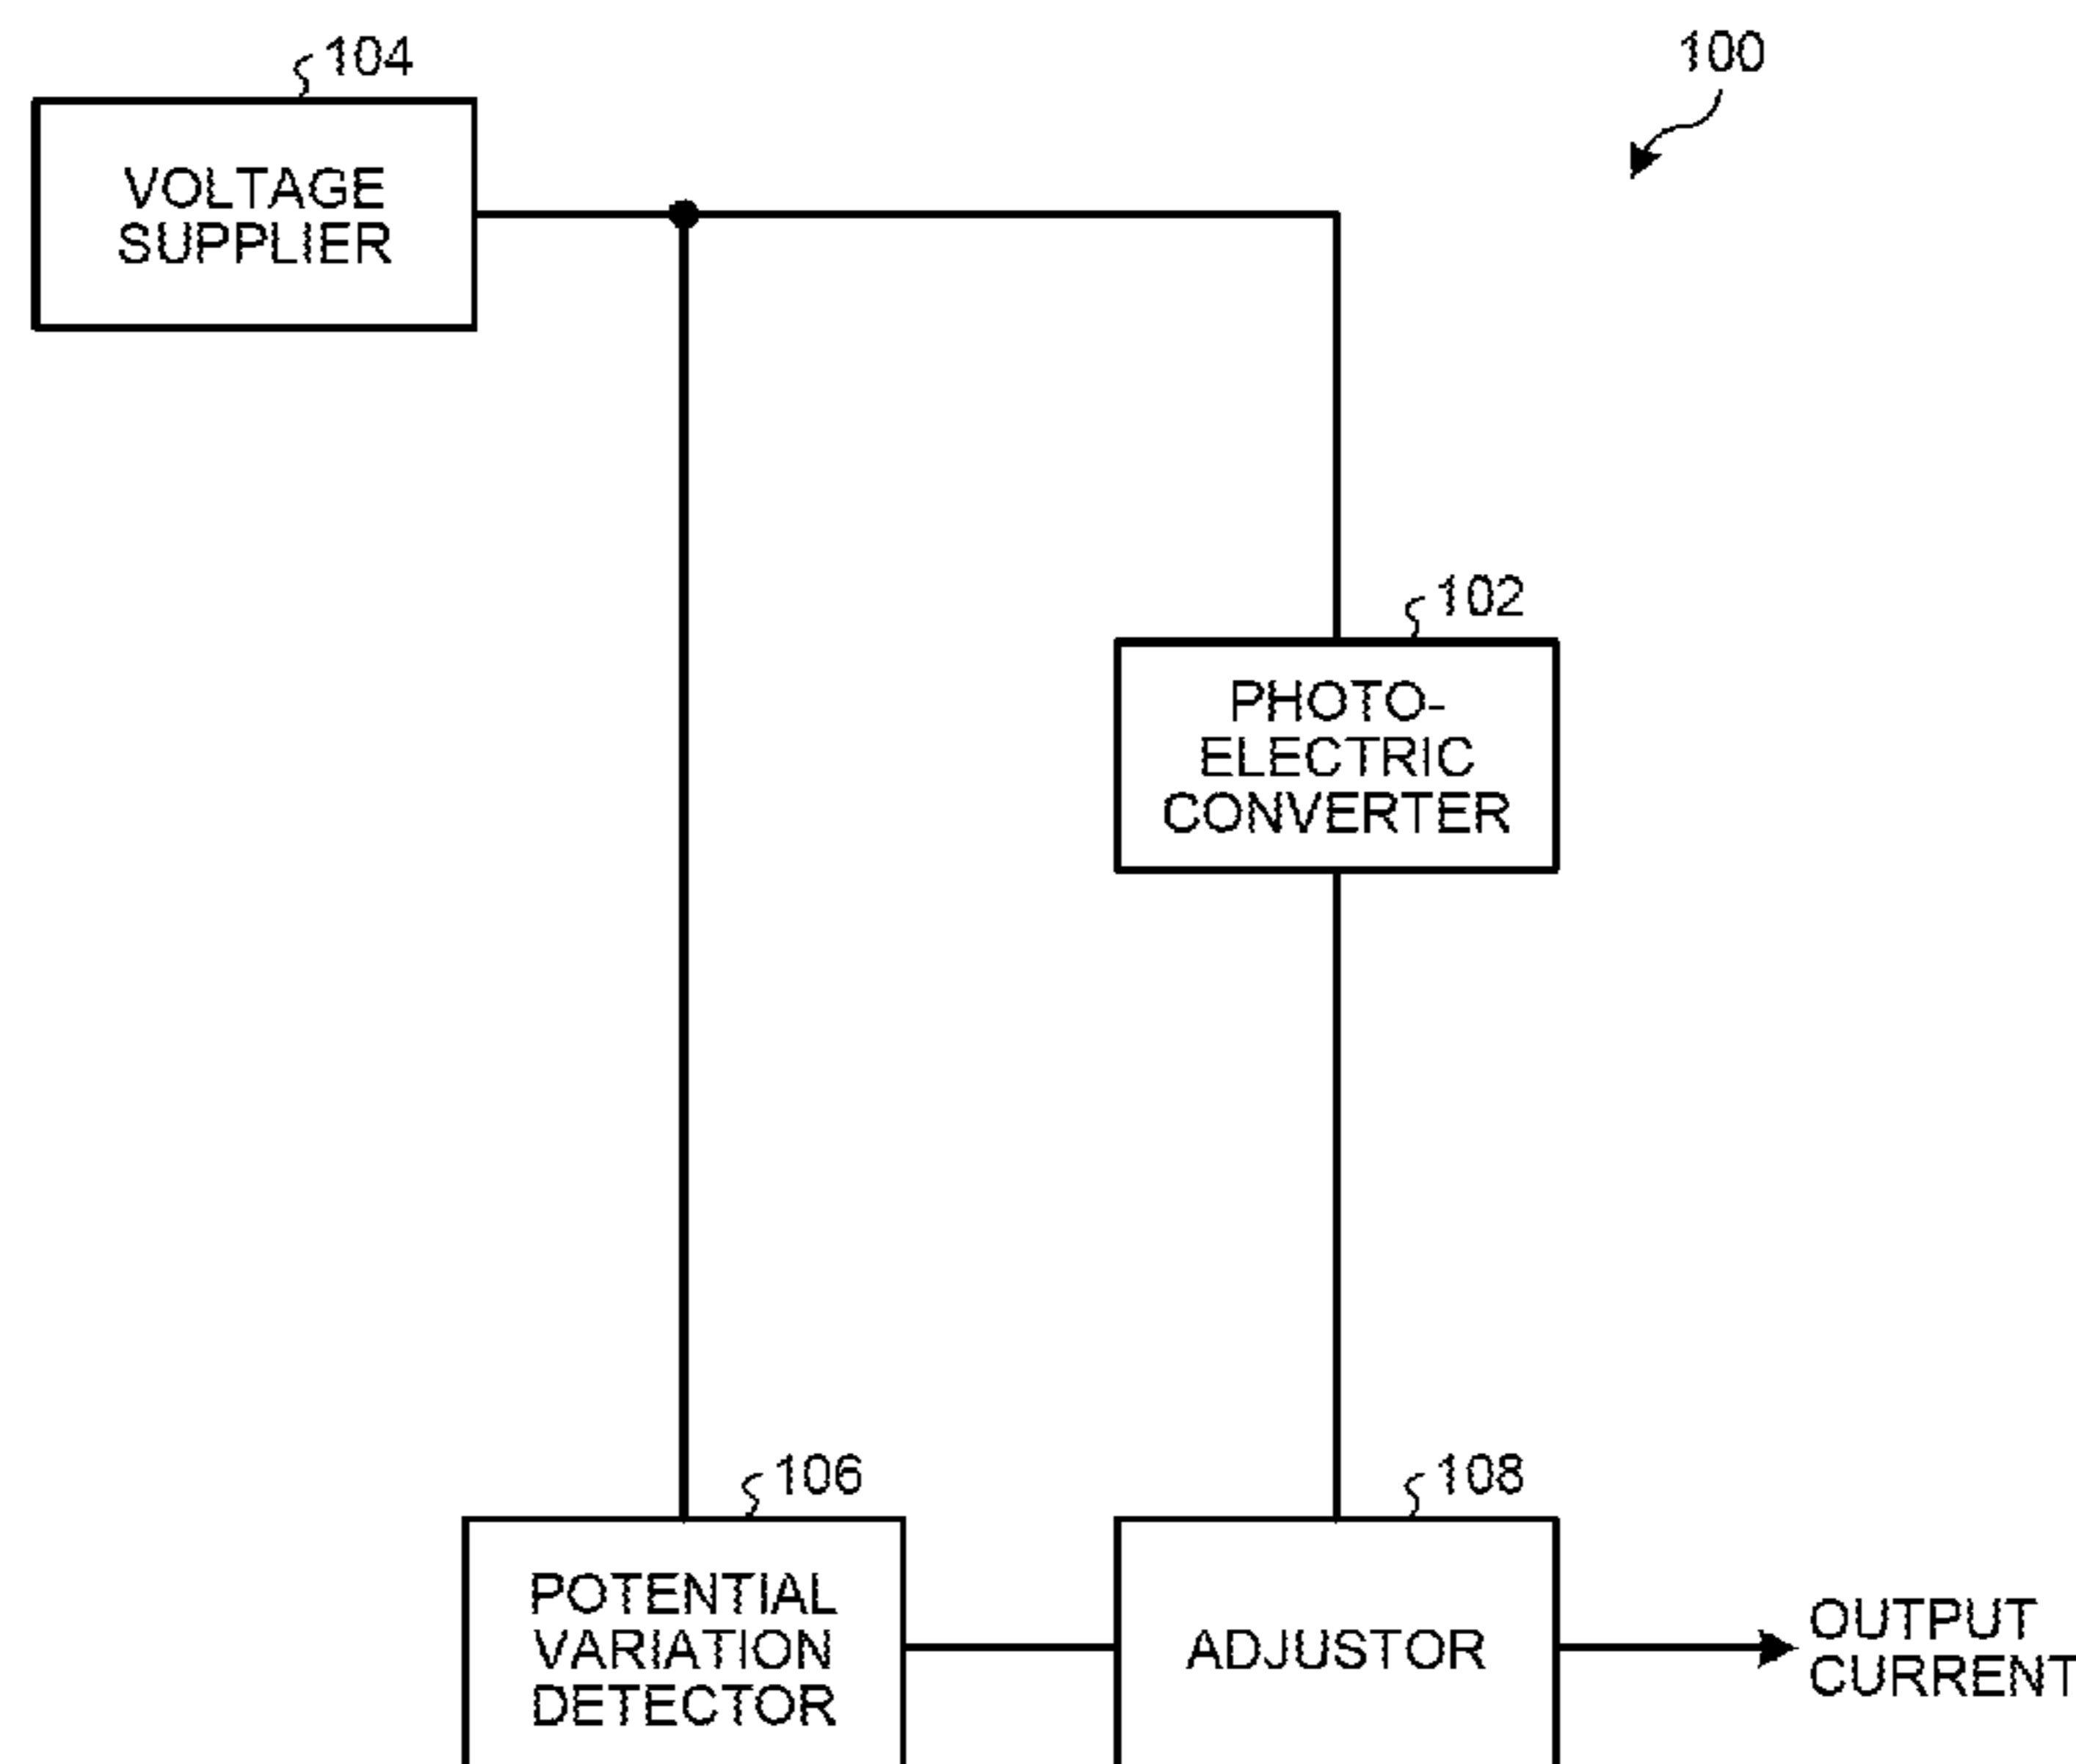 104
100
VOLTAGE
SUPPLIER
102
PHOTO-
ELECTRIC
CONVERTER
106
108
POTENTIAL
VARIATION
DETECTOR
ADJUSTOR
OUTPUT
CURRENT